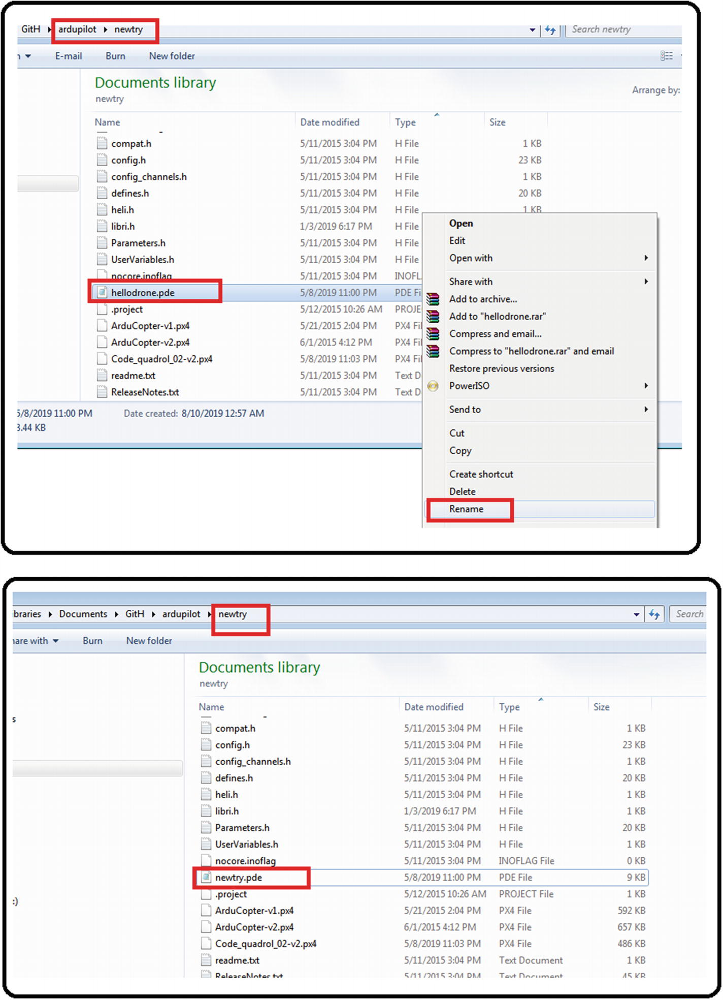 GitH ardupilot newtry Search newtry
E-mail Burn New folder
Documents library
newtry Arrange by:
Name Date modified Type Size
compat.h 5/11/2015 3:04 PM H File 1 KB
config.h 5/11/2015 3:04 PM H File 23 KB
config_channels.h 5/11/2015 3:04 PM H File 1 KB
defines.h 5/11/2015 3:04 PM H File 20 KB
heli.h 5/11/2015 3:04 PM H File 1 KB
libri.h 1/3/2019 6:17 PM H File
Parameters.h 5/11/2015 3:04 PM H File
UserVariables.h 5/11/2015 3:04 PM H File
nocore.inoflag 5/11/2015 3:04 PM INOFL
hellodrone.pde 5/8/2019 11:00 PM PDE Fi
.project 5/12/2015 10:26 AM PROJE
ArduCopter-v1.px4 5/21/2015 2:04 PM PX4 Fil
ArduCopter-v2.px4 6/1/2015 4:12 PM PX4 Fil
Code_quadrol_02-v2.px4 5/8/2019 11:03 PM PX4 Fil
readme.txt 5/11/2015 3:04 PM Text D
ReleaseNotes.txt 5/11/2015 3:04 PM Text D
5/8/2019 11:00 PM Date created: 8/10/2019 12:57 AM
3.44 KB
Open
Edit
Open with
Share with
Add to archive...
Add to "hellodrone.rar"
Compress and email...
Compress to "hellodrone.rar" and email
Restore previous versions
PowerISO
Send to
Cut
Copy
Create shortcut
Delete
Rename
ibraries Documents GitH ardupilot newtry Search
hare with Burn New folder
Documents library
newtry
Name Date modified Type Size
s
compat.h 5/11/2015 3:04 PM H File 1 KB
config.h 5/11/2015 3:04 PM H File 23 KB
config_channels.h 5/11/2015 3:04 PM H File 1 KB
defines.h 5/11/2015 3:04 PM H File 20 KB
heli.h 5/11/2015 3:04 PM H File 1 KB
libri.h 1/3/2019 6:17 PM H File 1 KB
Parameters.h 5/11/2015 3:04 PM H File 20 KB
UserVariables.h 5/11/2015 3:04 PM H File 1 KB
nocore.inoflag 5/11/2015 3:04 PM INOFLAG File 0 KB
newtry.pde 5/8/2019 11:00 PM PDE File 9 KB
.project 5/12/2015 10:26 AM PROJECT File 1 KB
:)
ArduCopter-v1.px4 5/21/2015 2:04 PM PX4 File 592 KB
ArduCopter-v2.px4 6/1/2015 4:12 PM PX4 File 657 KB
Code_quadrol_02-v2.px4 5/8/2019 11:03 PM PX4 File 486 KB
readme.txt 5/11/2015 3:04 PM Text Document 1 KB
ReleaseNotes.txt 5/11/2015 3:04 PM Text Document 45 KB